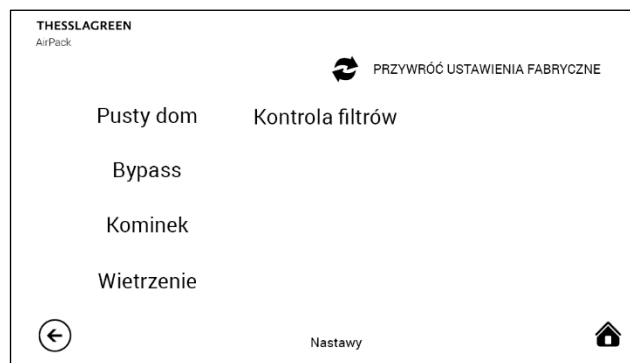 THESSLAGREEN
AirPack
PRZYWRÓĆ USTAWIENIA FABRYCZNE
Pusty dom
Kontrola filtrów
Bypass
Kominek
Wietrzenie
Nastawy